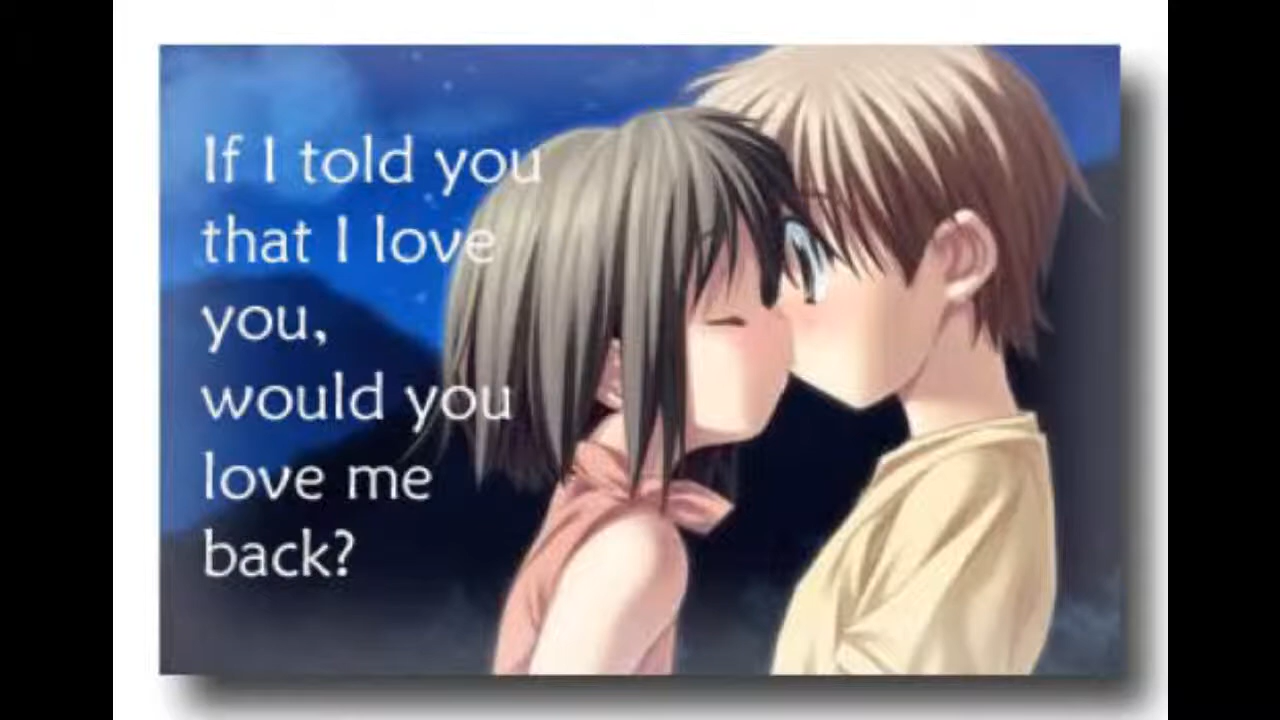 If I told you
that I love
you,
would you
love me
back?